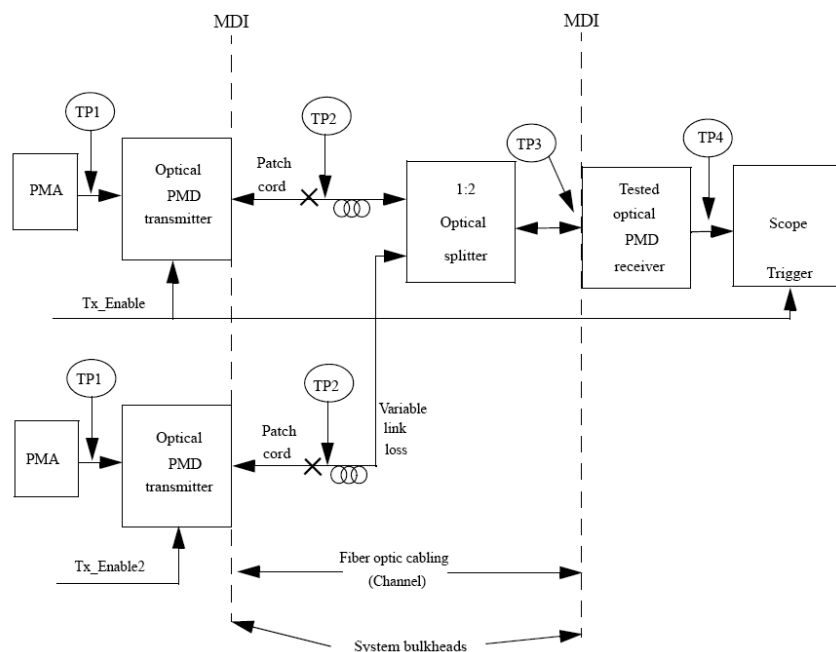 MDI
MDI
TP1
TP2
TP3
TP4
PMA
Optical
PMD
transmitter
Patch
cord
1:2
Optical
splitter
Tested
optical
PMD
receiver
Scope
Trigger
Tx_Enable
TP1
TP2
PMA
Optical
PMD
transmitter
Patch
cord
Variable
link
loss
Tx_Enable2
Fiber optic cabling
(Channel)
System bulkheads